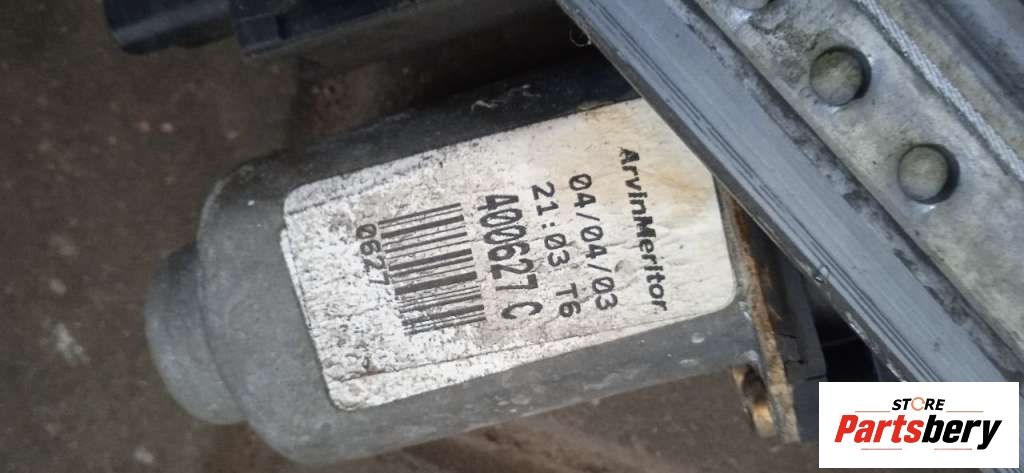 ArvinMeritor
04/04/03
21:03 T6
400627 C
0627
STORE
Partsbery